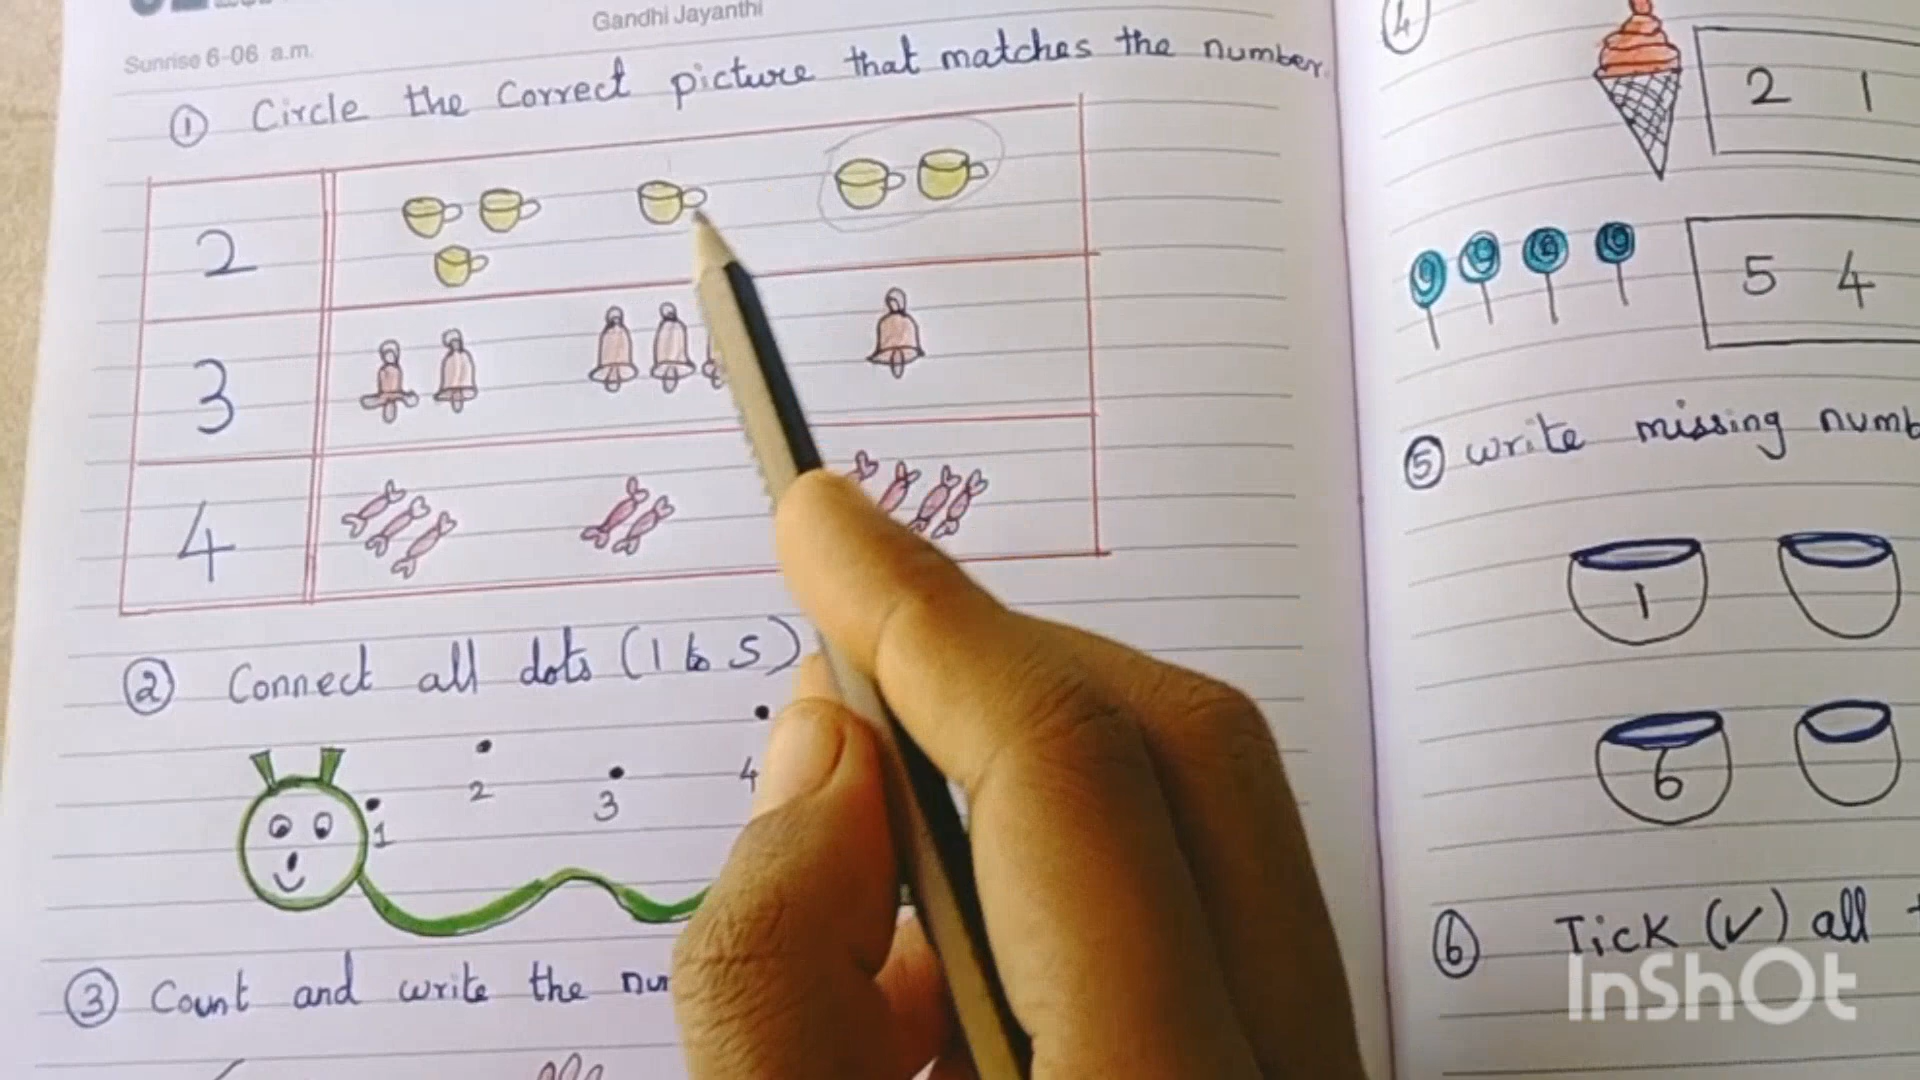 Gandhi Jayanthi
Sunrise 6-06 a.m.
① Circle the Correct picture that matches the number.
2
3
4
② Connect all dots (1 to 5)
1 2 3 4
③ Count and write the
4
2 1
5 4
⑤ write missing
1
6
⑥ Tick (✓) all
InShOt